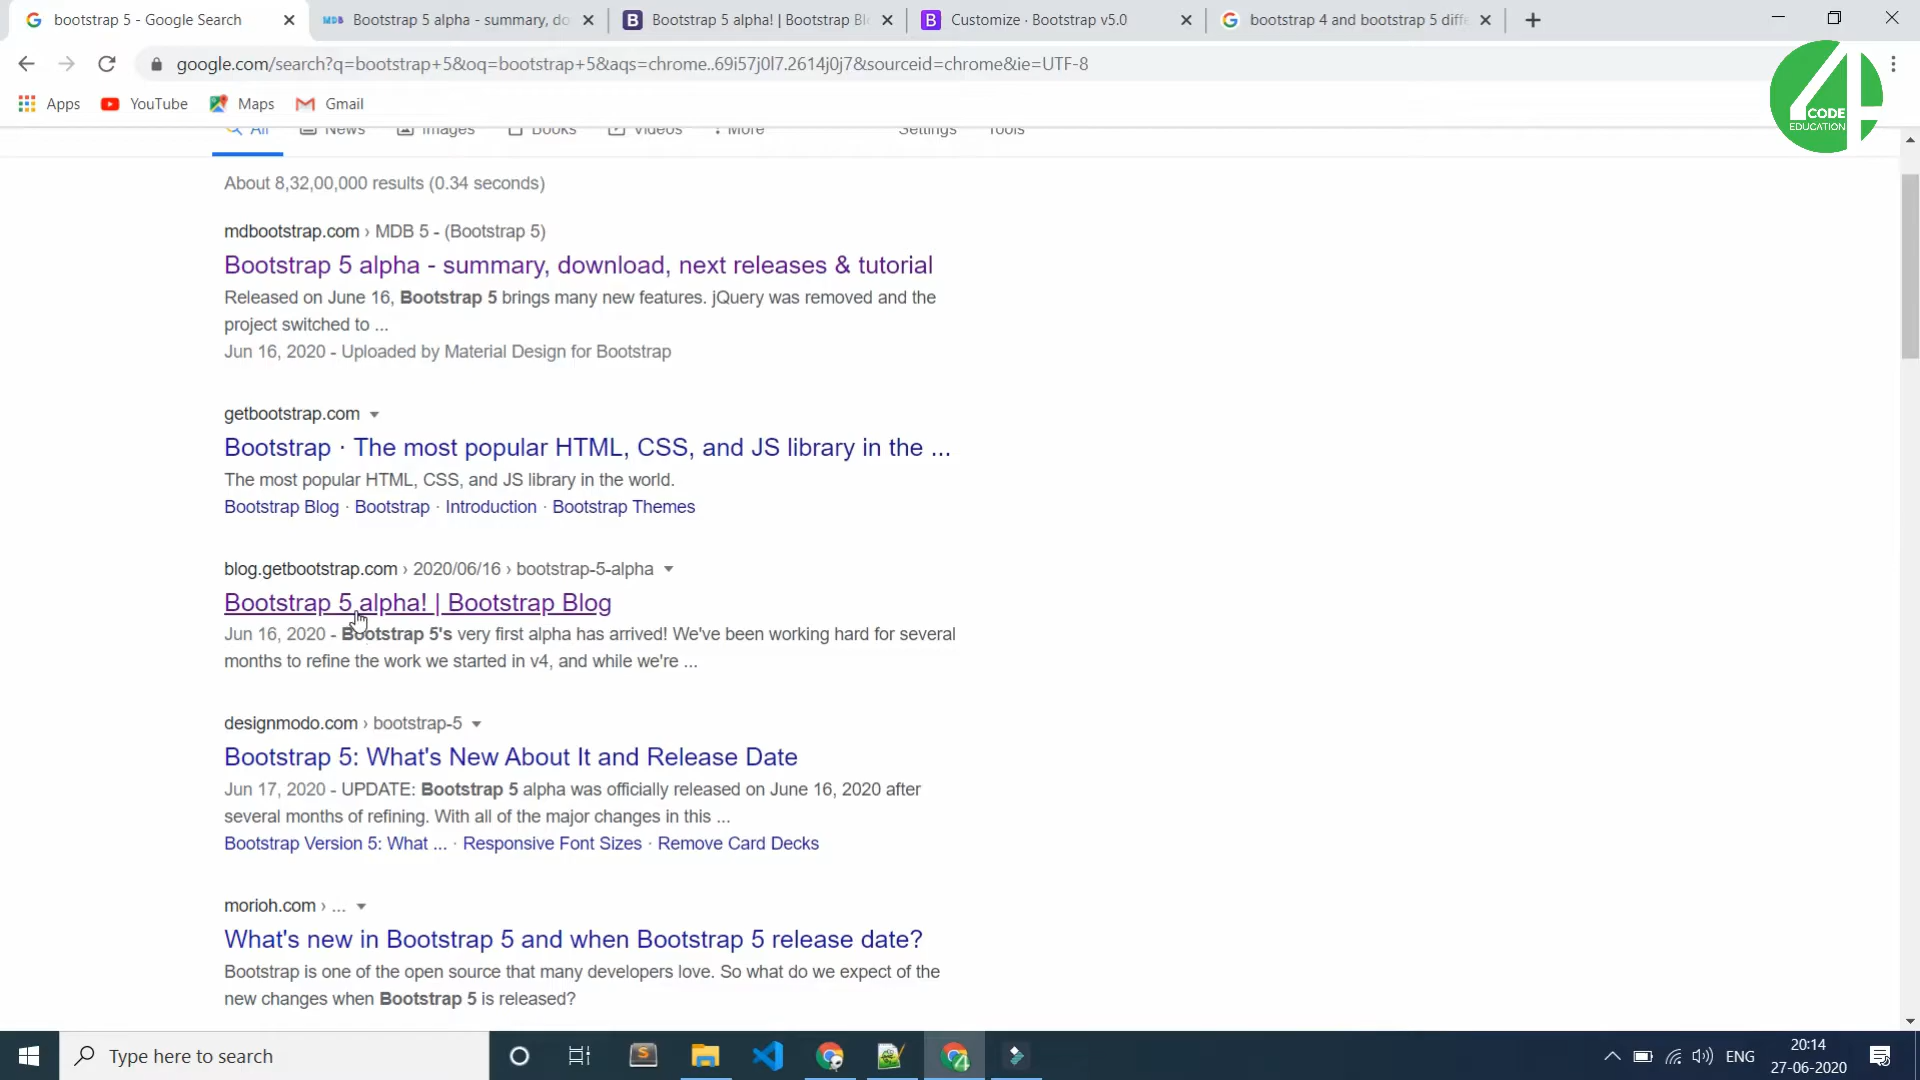 bootstrap 5 - Google Search
MDB Bootstrap 5 alpha - summary, do
B Bootstrap 5 alpha! | Bootstrap Bl
B Customize · Bootstrap v5.0
bootstrap 4 and bootstrap 5 diffe
google.com/search?q=bootstrap+5&oq=bootstrap+5&aqs=chrome..69i57j0l7.2614j0j7&sourceid=chrome&ie=UTF-8
Apps YouTube Maps Gmail
4 CODE
EDUCATION
All News Images Books Videos More Settings Tools
About 8,32,00,000 results (0.34 seconds)
mdbootstrap.com › MDB 5 - (Bootstrap 5)
Bootstrap 5 alpha - summary, download, next releases & tutorial
Released on June 16, Bootstrap 5 brings many new features. jQuery was removed and the
project switched to ...
Jun 16, 2020 - Uploaded by Material Design for Bootstrap
getbootstrap.com
Bootstrap · The most popular HTML, CSS, and JS library in the ...
The most popular HTML, CSS, and JS library in the world.
Bootstrap Blog · Bootstrap · Introduction · Bootstrap Themes
blog.getbootstrap.com › 2020/06/16 › bootstrap-5-alpha
Bootstrap 5 alpha! | Bootstrap Blog
Jun 16, 2020 - Bootstrap 5's very first alpha has arrived! We've been working hard for several
months to refine the work we started in v4, and while we're ...
designmodo.com › bootstrap-5
Bootstrap 5: What's New About It and Release Date
Jun 17, 2020 - UPDATE: Bootstrap 5 alpha was officially released on June 16, 2020 after
several months of refining. With all of the major changes in this ...
Bootstrap Version 5: What ... · Responsive Font Sizes · Remove Card Decks
morioh.com › ...
What's new in Bootstrap 5 and when Bootstrap 5 release date?
Bootstrap is one of the open source that many developers love. So what do we expect of the
new changes when Bootstrap 5 is released?
Type here to search
ENG
20:14
27-06-2020